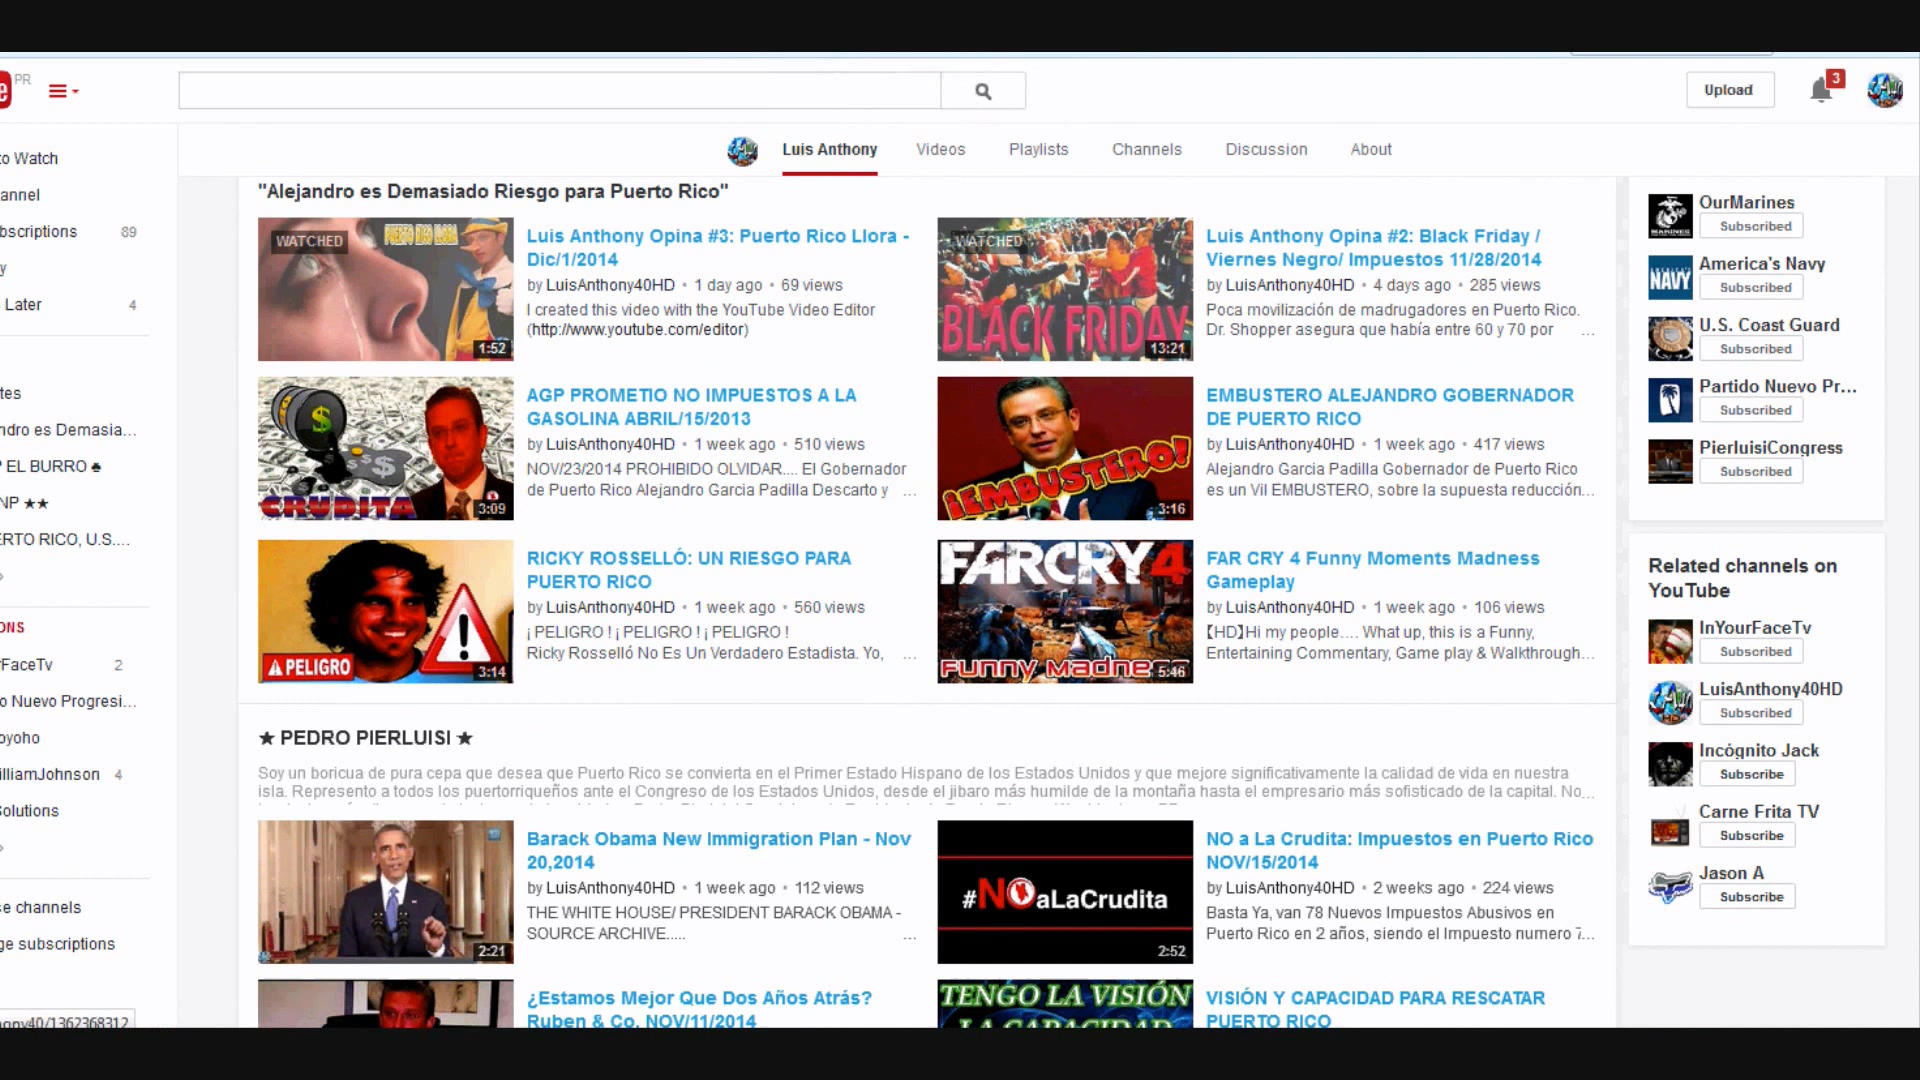 PR
Upload
3
Luis Anthony
Videos
Playlists
Channels
Discussion
About
to Watch
annel
bscriptions 89
y
Later 4
tes
ndro es Demasia...
EL BURRO ♠
NP ★★
ERTO RICO, U.S....
ONS
FaceTv 2
o Nuevo Progresi...
oyoho
illiamJohnson 4
Solutions
se channels
ge subscriptions
ony40/1362368312
"Alejandro es Demasiado Riesgo para Puerto Rico"
WATCHED
PUERTO RICO LLORA
1:52
Luis Anthony Opina #3: Puerto Rico Llora -
Dic/1/2014
by LuisAnthony40HD • 1 day ago • 69 views
I created this video with the YouTube Video Editor
(http://www.youtube.com/editor)
WATCHED
BLACK FRIDAY
13:21
Luis Anthony Opina #2: Black Friday /
Viernes Negro/ Impuestos 11/28/2014
by LuisAnthony40HD • 4 days ago • 285 views
Poca movilización de madrugadores en Puerto Rico.
Dr. Shopper asegura que había entre 60 y 70 por ...
CRUDITA
3:09
AGP PROMETIO NO IMPUESTOS A LA
GASOLINA ABRIL/15/2013
by LuisAnthony40HD • 1 week ago • 510 views
NOV/23/2014 PROHIBIDO OLVIDAR.... El Gobernador
de Puerto Rico Alejandro Garcia Padilla Descarto y ...
¡EMBUSTERO!
3:16
EMBUSTERO ALEJANDRO GOBERNADOR
DE PUERTO RICO
by LuisAnthony40HD • 1 week ago • 417 views
Alejandro Garcia Padilla Gobernador de Puerto Rico
es un Vil EMBUSTERO, sobre la supuesta reducción...
PELIGRO
3:14
RICKY ROSSELLÓ: UN RIESGO PARA
PUERTO RICO
by LuisAnthony40HD • 1 week ago • 560 views
¡ PELIGRO ! ¡ PELIGRO ! ¡ PELIGRO !
Ricky Rosselló No Es Un Verdadero Estadista. Yo, ...
FARCRY 4
FUNNY MADNE
5:46
FAR CRY 4 Funny Moments Madness
Gameplay
by LuisAnthony40HD • 1 week ago • 106 views
【HD】Hi my people.... What up, this is a Funny,
Entertaining Commentary, Game play & Walkthrough...
★ PEDRO PIERLUISI ★
Soy un boricua de pura cepa que desea que Puerto Rico se convierta en el Primer Estado Hispano de los Estados Unidos y que mejore significativamente la calidad de vida en nuestra
isla. Represento a todos los puertorriqueños ante el Congreso de los Estados Unidos, desde el jibaro más humilde de la montaña hasta el empresario más sofisticado de la capital. No...
2:21
Barack Obama New Immigration Plan - Nov
20,2014
by LuisAnthony40HD • 1 week ago • 112 views
THE WHITE HOUSE/ PRESIDENT BARACK OBAMA -
SOURCE ARCHIVE..... ...
#NOaLaCrudita
2:52
NO a La Crudita: Impuestos en Puerto Rico
NOV/15/2014
by LuisAnthony40HD • 2 weeks ago • 224 views
Basta Ya, van 78 Nuevos Impuestos Abusivos en
Puerto Rico en 2 años, siendo el Impuesto numero 7...
¿Estamos Mejor Que Dos Años Atrás?
Ruben & Co. NOV/11/2014
TENGO LA VISIÓN
LA CAPACIDAD
VISIÓN Y CAPACIDAD PARA RESCATAR
PUERTO RICO
OurMarines
Subscribed
America's Navy
Subscribed
U.S. Coast Guard
Subscribed
Partido Nuevo Pr...
Subscribed
PierluisiCongress
Subscribed
Related channels on
YouTube
InYourFaceTv
Subscribed
LuisAnthony40HD
Subscribed
Incógnito Jack
Subscribe
Carne Frita TV
Subscribe
Jason A
Subscribe